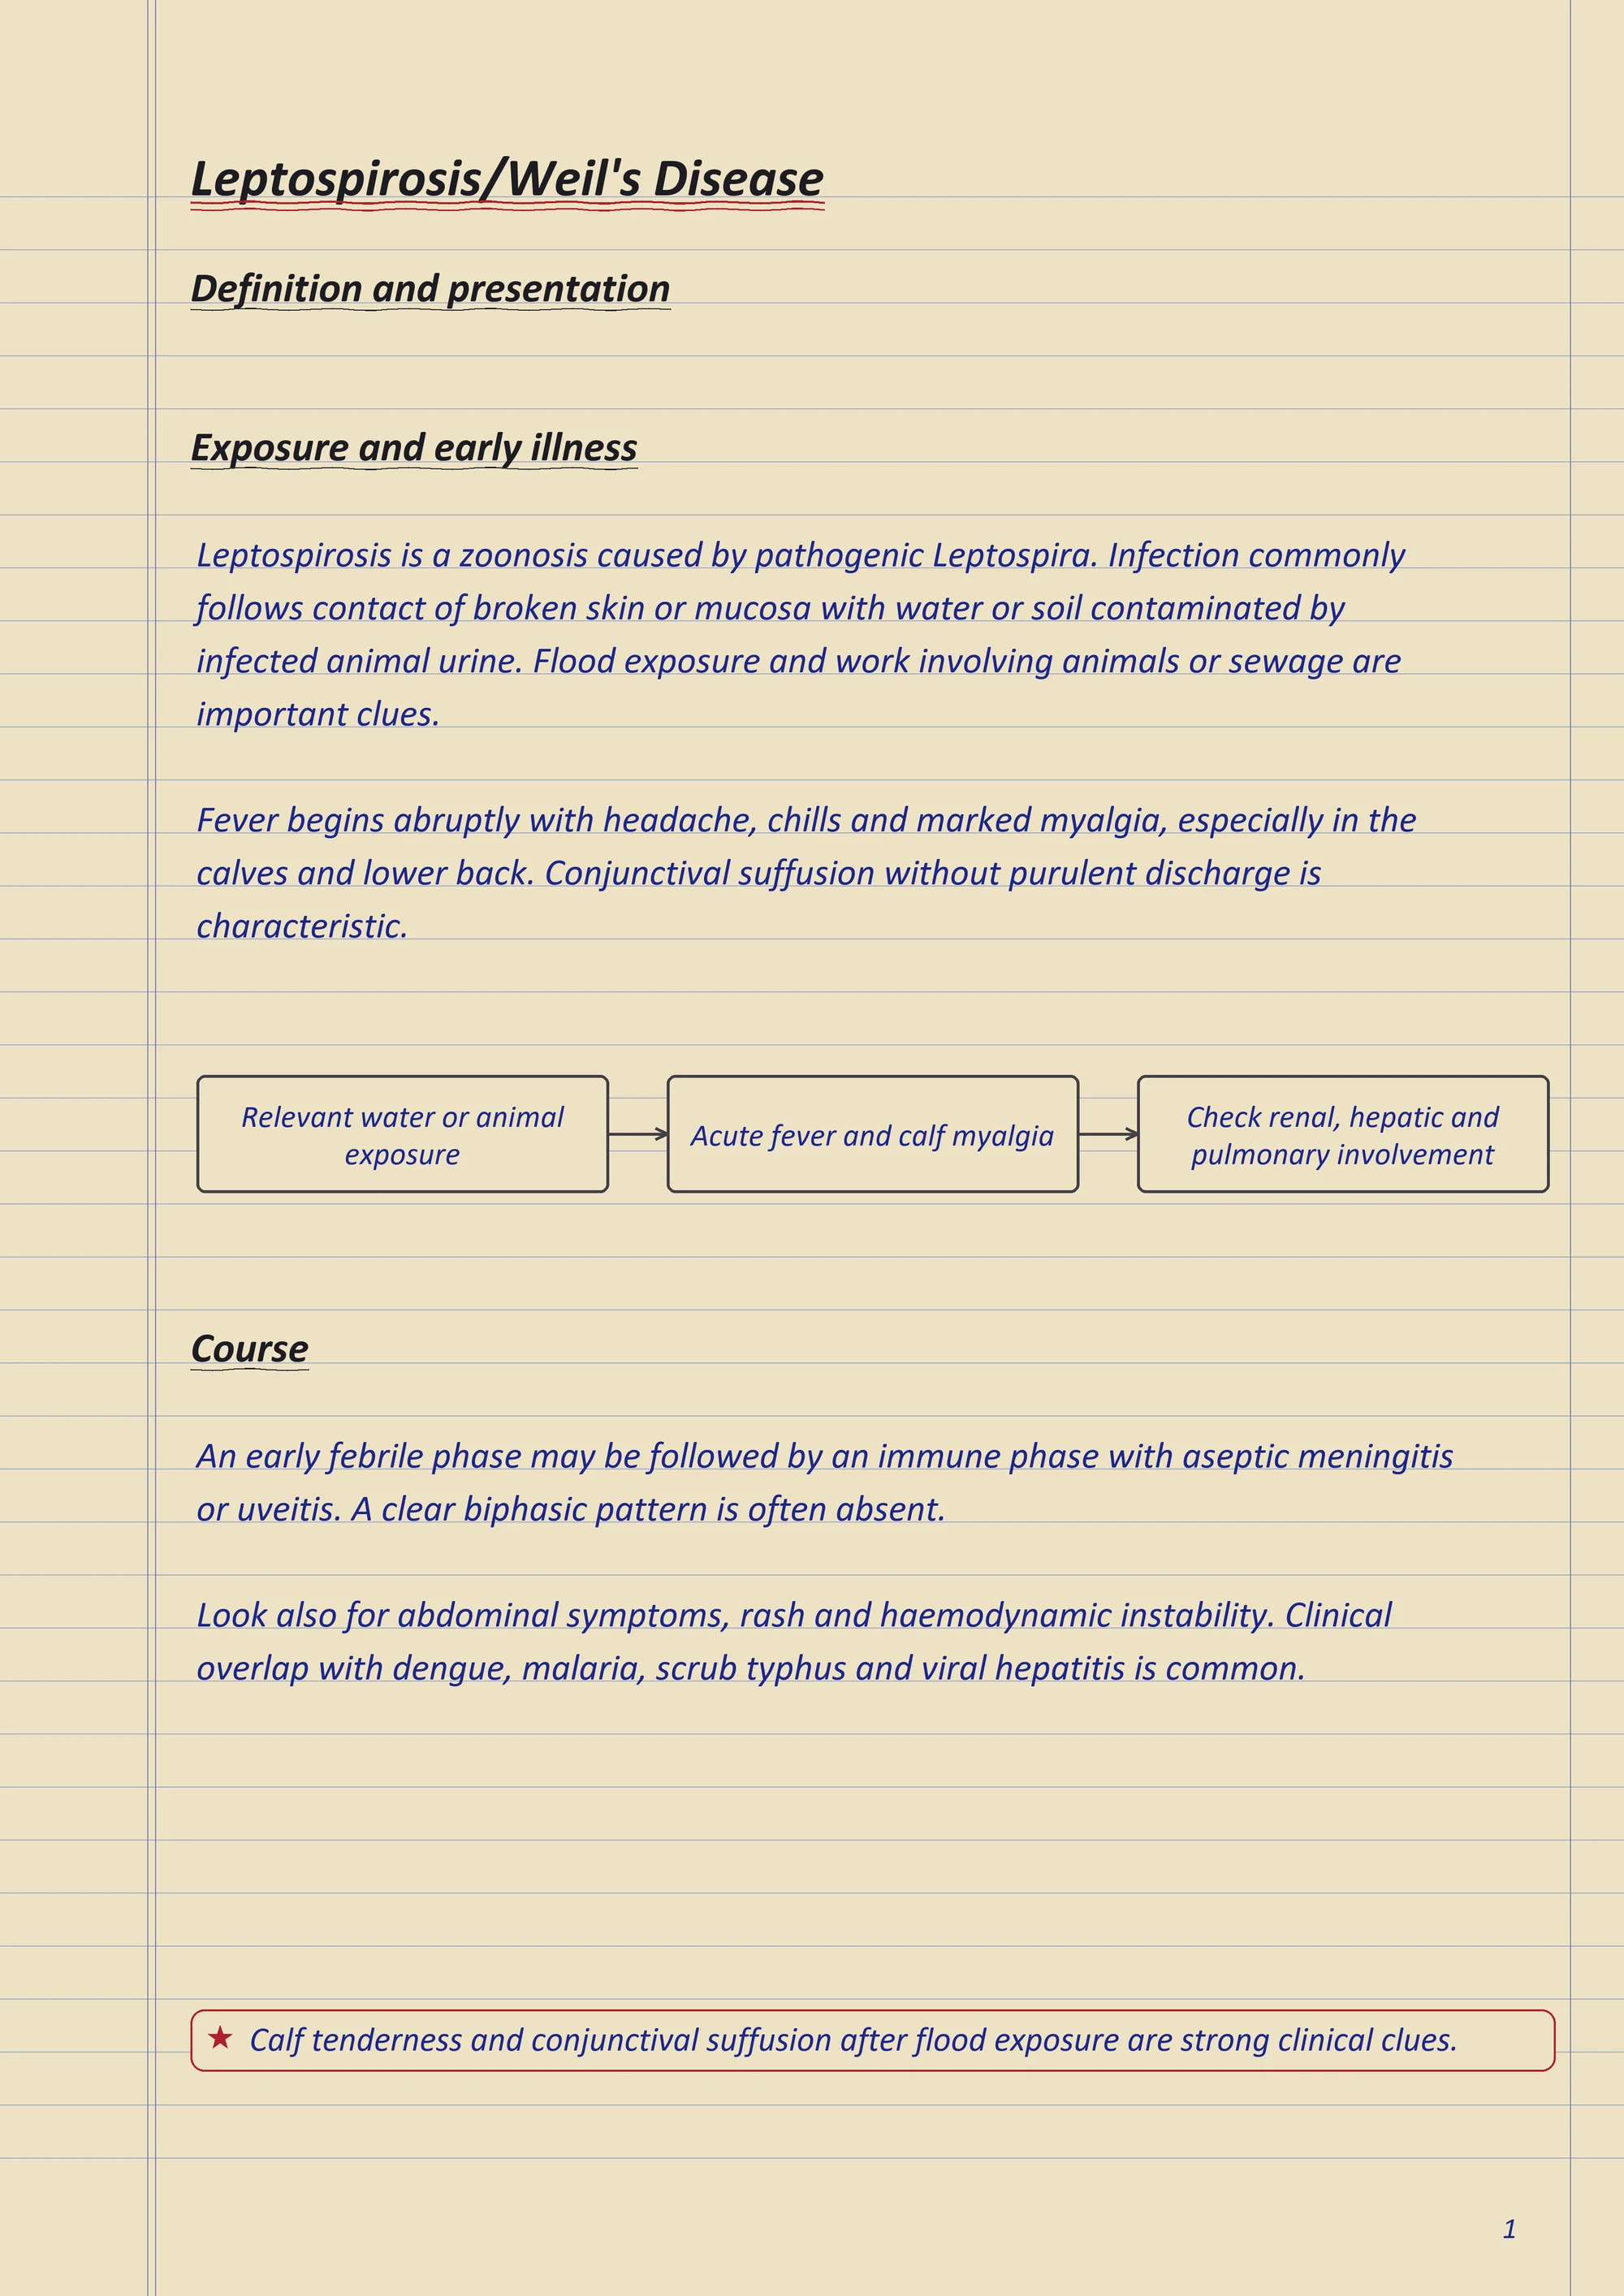 Leptospirosis/Weil's Disease
Definition and presentation
Exposure and early illness
Leptospirosis is a zoonosis caused by pathogenic Leptospira. Infection commonly
follows contact of broken skin or mucosa with water or soil contaminated by
infected animal urine. Flood exposure and work involving animals or sewage are
important clues.
Fever begins abruptly with headache, chills and marked myalgia, especially in the
calves and lower back. Conjunctival suffusion without purulent discharge is
characteristic.
Relevant water or animal
exposure
Acute fever and calf myalgia
Check renal, hepatic and
pulmonary involvement
Course
An early febrile phase may be followed by an immune phase with aseptic meningitis
or uveitis. A clear biphasic pattern is often absent.
Look also for abdominal symptoms, rash and haemodynamic instability. Clinical
overlap with dengue, malaria, scrub typhus and viral hepatitis is common.
★ Calf tenderness and conjunctival suffusion after flood exposure are strong clinical clues.
1